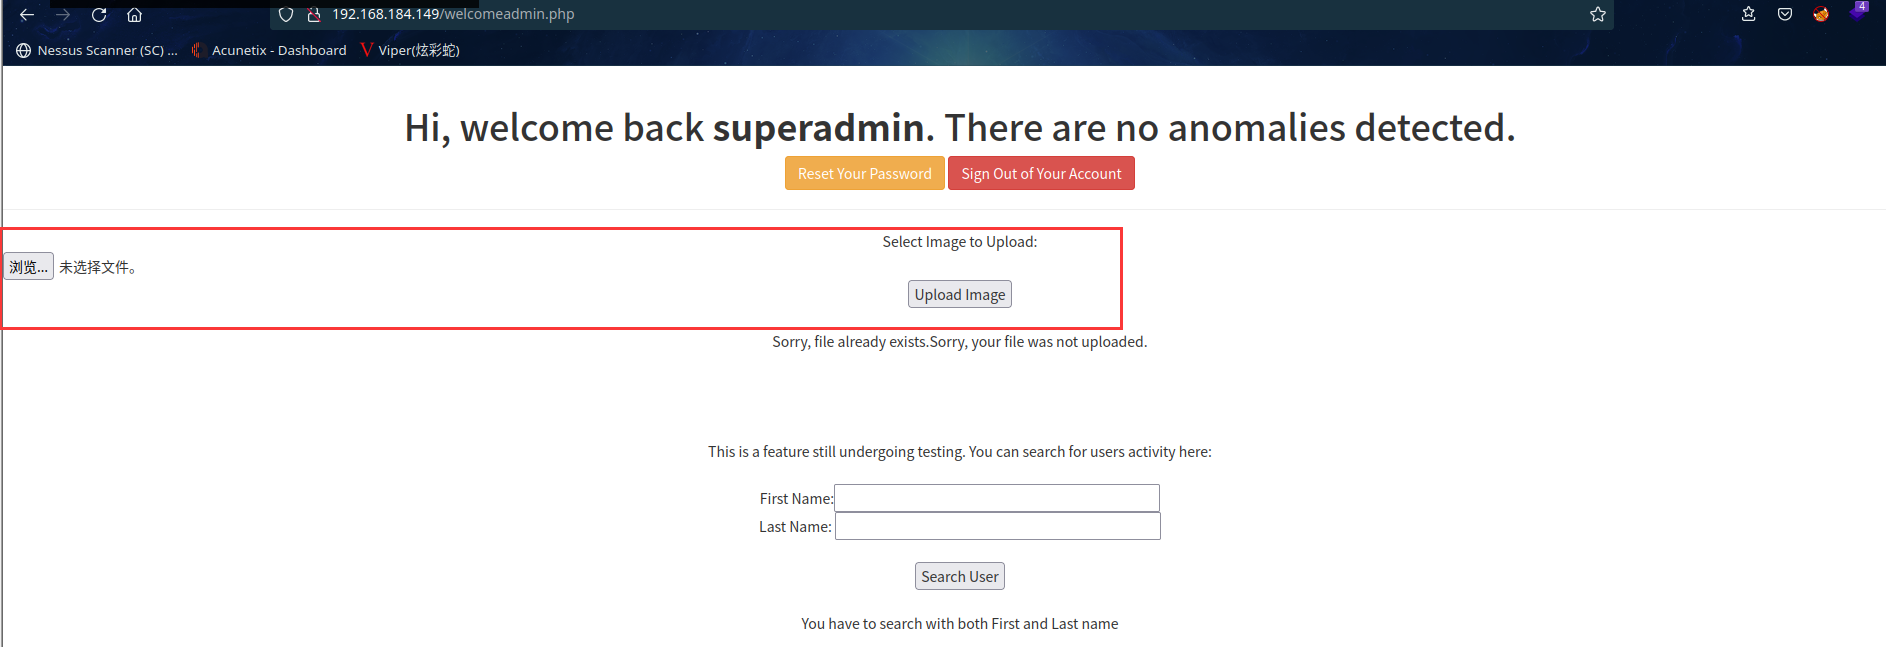 192.168.184.149/welcomeadmin.php
4
Nessus Scanner (SC) ... Acunetix - Dashboard Viper(炫彩蛇)
Hi, welcome back superadmin. There are no anomalies detected.
Reset Your Password Sign Out of Your Account
Select Image to Upload:
浏览... 未选择文件。
Upload Image
Sorry, file already exists.Sorry, your file was not uploaded.
This is a feature still undergoing testing. You can search for users activity here:
First Name:
Last Name:
Search User
You have to search with both First and Last name